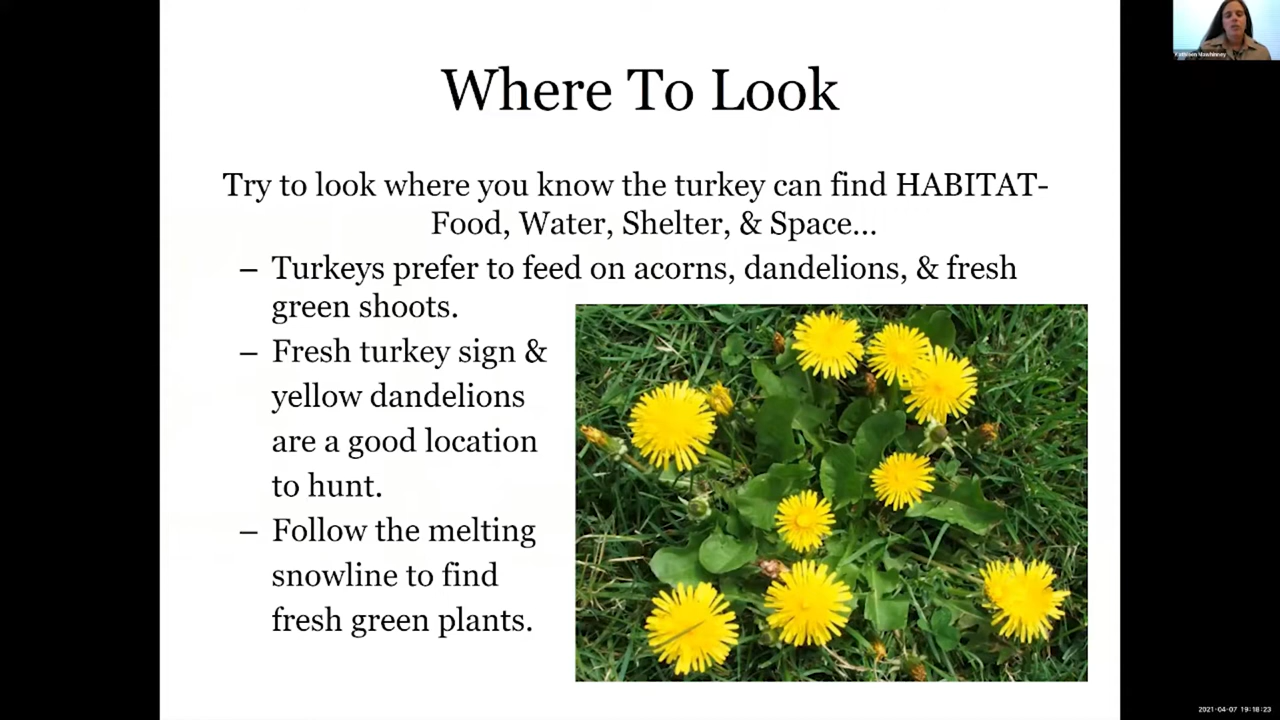 Kathleen Mawhinney
Where To Look
Try to look where you know the turkey can find HABITAT-
Food, Water, Shelter, & Space...
– Turkeys prefer to feed on acorns, dandelions, & fresh
green shoots.
– Fresh turkey sign &
yellow dandelions
are a good location
to hunt.
– Follow the melting
snowline to find
fresh green plants.
2021-04-07 19:18:23